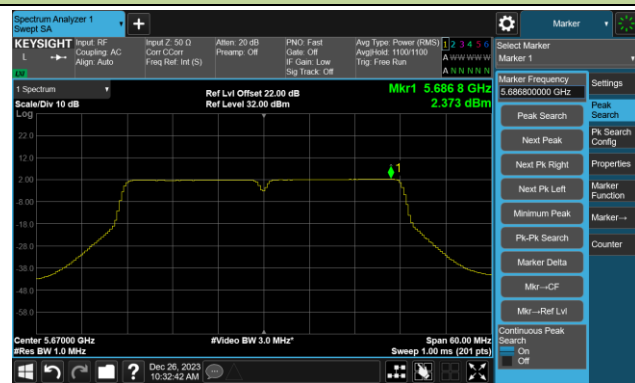 Spectrum Analyzer 1
Swept SA
Marker
KEYSIGHT
L
Input: RF
Coupling: AC
Align: Auto
Input Z: 50 Ω
Corr CCorr
Freq Ref: Int (S)
Atten: 20 dB
Preamp: Off
PNO: Fast
Gate: Off
IF Gain: Low
Sig Track: Off
Avg Type: Power (RMS)
Avg|Hold: 1100/1100
Trig: Free Run
1 2 3 4 5 6
A W W W W W
A N N N N N
Select Marker
Marker 1
1 Spectrum
Scale/Div 10 dB
Log
Ref Lvl Offset 22.00 dB
Ref Level 32.00 dBm
Mkr1 5.686 8 GHz
2.373 dBm
22.0
12.0
-8.00
-18.0
-28.0
-38.0
-48.0
-58.0
1
Center 5.67000 GHz
#Res BW 1.0 MHz
#Video BW 3.0 MHz*
Span 60.00 MHz
Sweep 1.00 ms (201 pts)
Marker Frequency
5.686800000 GHz
Peak Search
Next Peak
Next Pk Right
Next Pk Left
Minimum Peak
Pk-Pk Search
Marker Delta
Mkr→CF
Mkr→Ref Lvl
Continuous Peak
Search
On
Off
Settings
Peak
Search
Pk Search
Config
Properties
Marker
Function
Marker→
Counter
?
Dec 26, 2023
10:32:42 AM